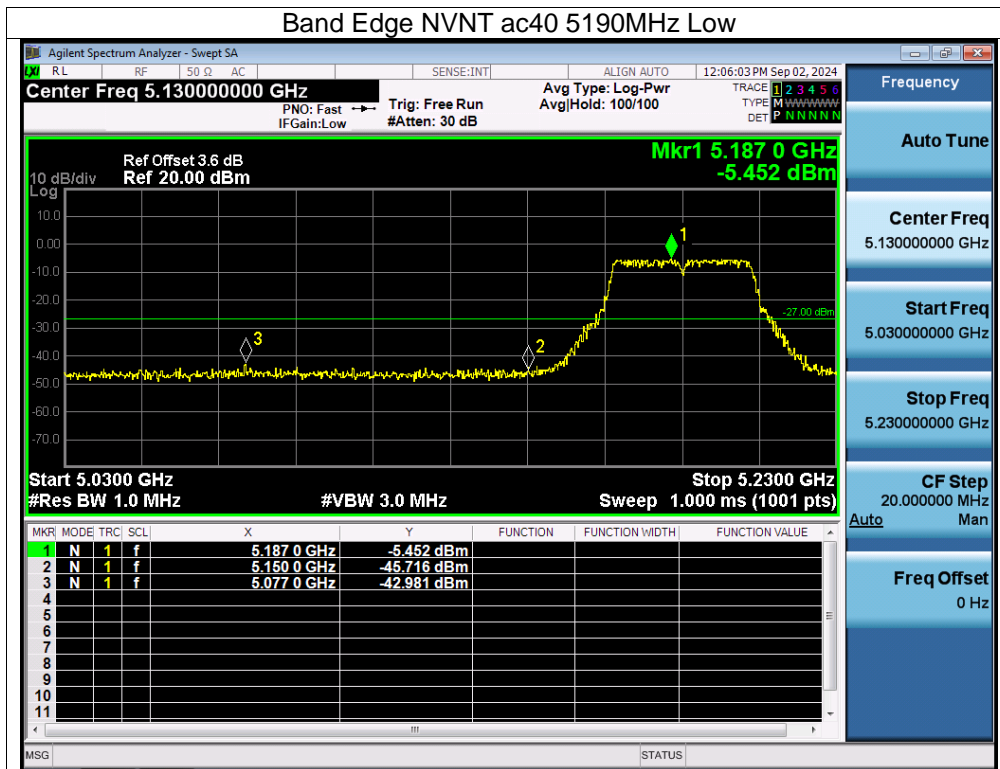 Band Edge NVNT ac40 5190MHz Low
Agilent Spectrum Analyzer - Swept SA
LXI RL RF 50 Ω AC SENSE:INT ALIGN AUTO 12:06:03 PM Sep 02, 2024
Center Freq 5.130000000 GHz
PNO: Fast
IFGain:Low
Trig: Free Run
#Atten: 30 dB
Avg Type: Log-Pwr
Avg|Hold: 100/100
TRACE 1 2 3 4 5 6
TYPE M WWWWW
DET P N N N N N
Mkr1 5.187 0 GHz
-5.452 dBm
Ref Offset 3.6 dB
10 dB/div Ref 20.00 dBm
Log
10.0
0.00
-10.0
-20.0
-30.0
-40.0
-50.0
-60.0
-70.0
1
-27.00 dBm
3
2
Start 5.0300 GHz Stop 5.2300 GHz
#Res BW 1.0 MHz #VBW 3.0 MHz Sweep 1.000 ms (1001 pts)
MKR MODE TRC SCL X Y FUNCTION FUNCTION WIDTH FUNCTION VALUE
1 N 1 f 5.187 0 GHz -5.452 dBm
2 N 1 f 5.150 0 GHz -45.716 dBm
3 N 1 f 5.077 0 GHz -42.981 dBm
4
5
6
7
8
9
10
11
MSG STATUS
Frequency
Auto Tune
Center Freq
5.130000000 GHz
Start Freq
5.030000000 GHz
Stop Freq
5.230000000 GHz
CF Step
20.000000 MHz
Auto Man
Freq Offset
0 Hz